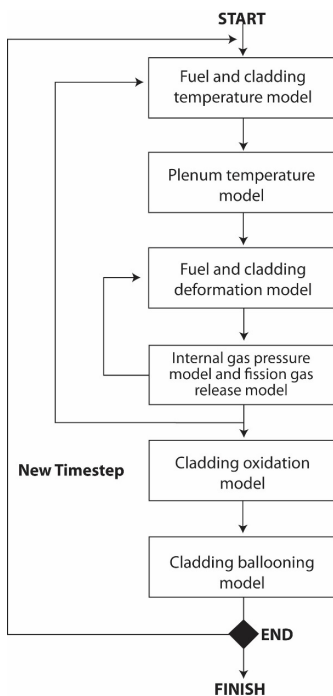 START
Fuel and cladding
temperature model
Plenum temperature
model
Fuel and cladding
deformation model
Internal gas pressure
model and fission gas
release model
Cladding oxidation
model
New Timestep
Cladding ballooning
model
END
FINISH